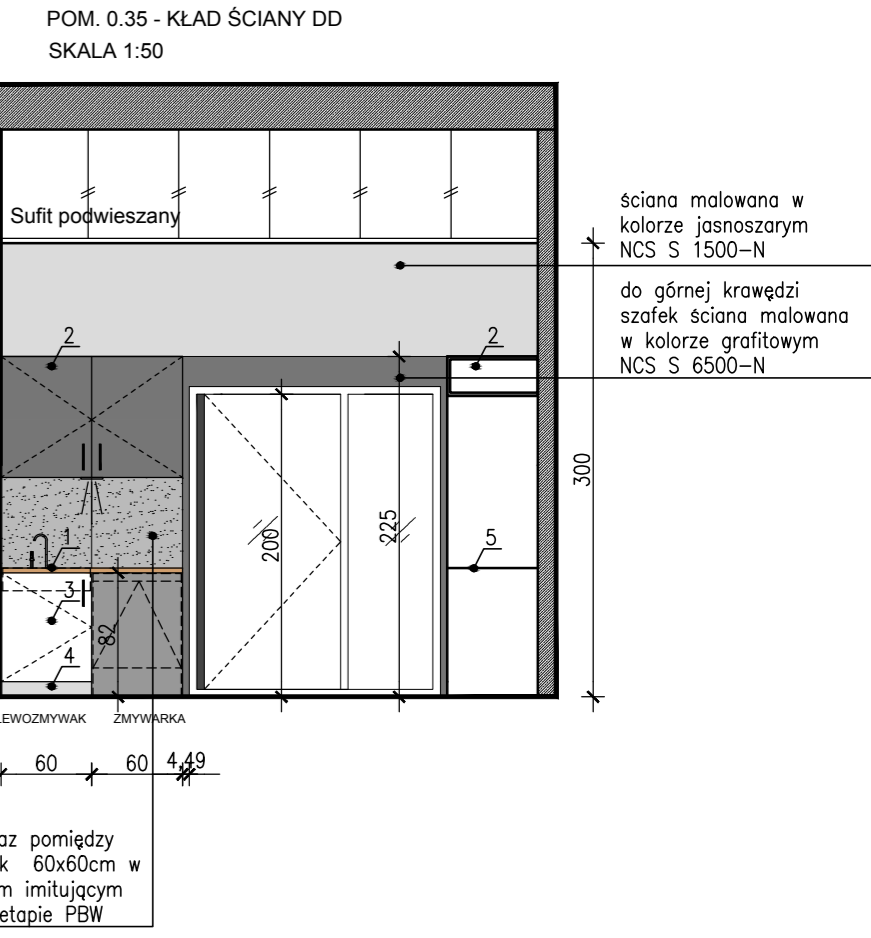 POM. 0.35 - KŁAD ŚCIANY DD
SKALA 1:50
Sufit podwieszany
ściana malowana w
kolorze jasnoszarym
NCS S 1500-N
do górnej krawędzi
szafek ściana malowana
w kolorze grafitowym
NCS S 6500-N
2
2
300
225
200
1
5
3
82
4
LEWOZMYWAK
ZMYWARKA
60
60
4,49
az pomiędzy
k 60x60cm w
m imitującym
etapie PBW